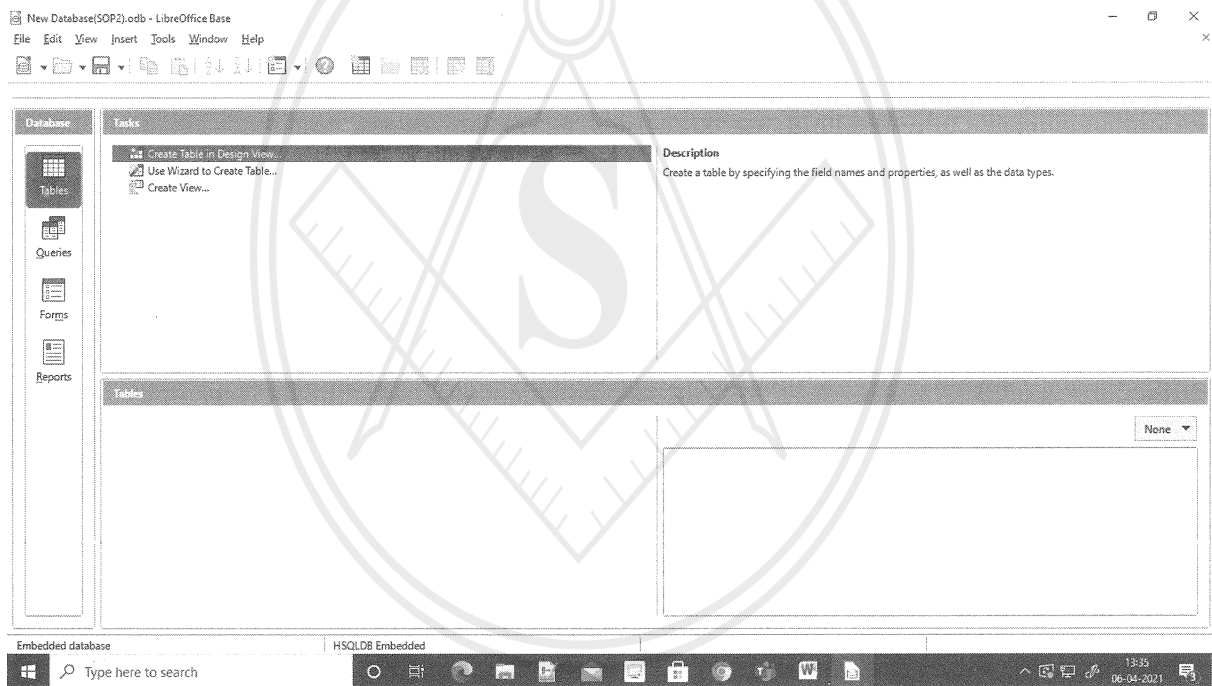 New Database(SOP2).odb - LibreOffice Base
File Edit View Insert Tools Window Help
Database
Tasks
Create Table in Design View...
Use Wizard to Create Table...
Create View...
Description
Create a table by specifying the field names and properties, as well as the data types.
Tables
Queries
Forms
Reports
Tables
None
S
Embedded database
HSQLDB Embedded
Type here to search
W
13:35
06-04-2021